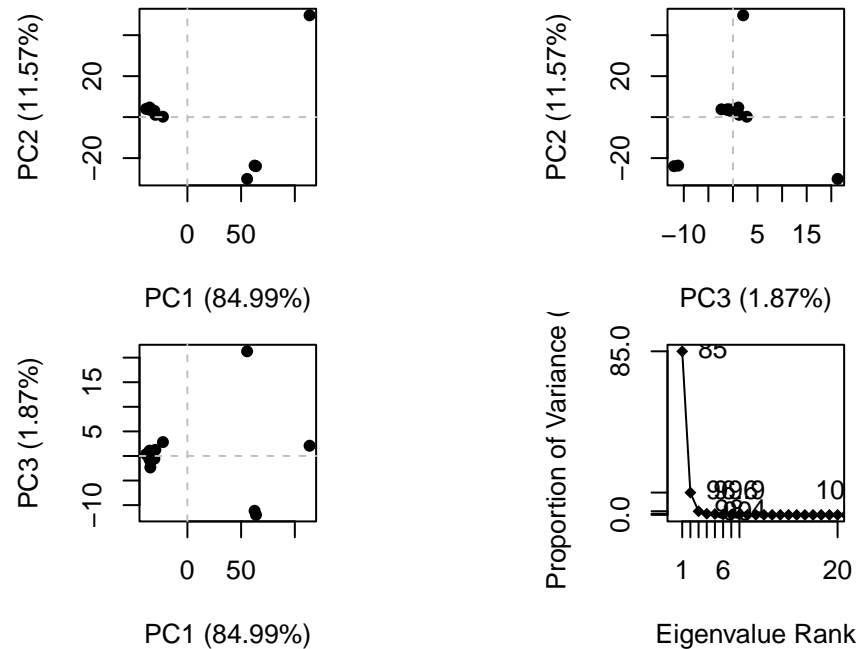 PC2 (11.57%)
20
−20
0 50
PC1 (84.99%)
PC2 (11.57%)
20
−20
−10 5 15
PC3 (1.87%)
PC3 (1.87%)
15
5
−10
0 50
PC1 (84.99%)
Proportion of Variance (
85.0
0.0
85
1 6 20
Eigenvalue Rank